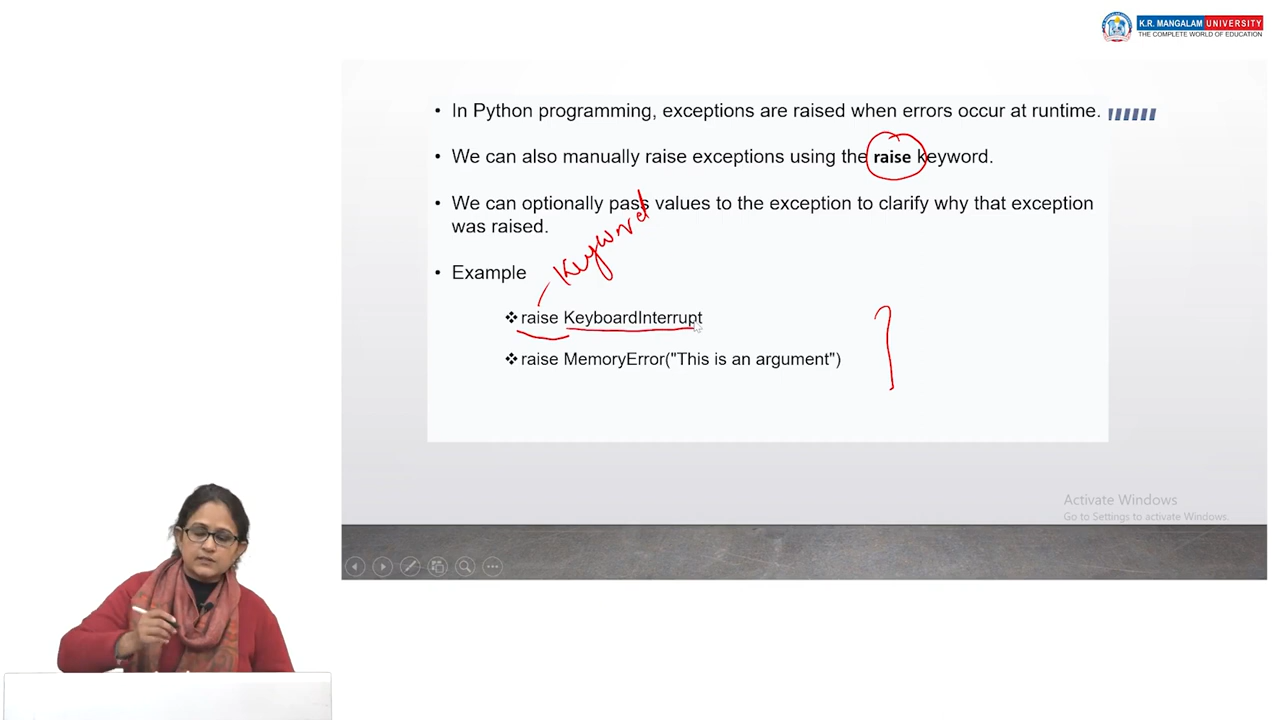 K.R. MANGALAM UNIVERSITY
THE COMPLETE WORLD OF EDUCATION
• In Python programming, exceptions are raised when errors occur at runtime.
• We can also manually raise exceptions using the raise keyword.
• We can optionally pass values to the exception to clarify why that exception
was raised.
Keyword
• Example
❖raise KeyboardInterrupt
❖raise MemoryError("This is an argument")
Activate Windows
Go to Settings to activate Windows.